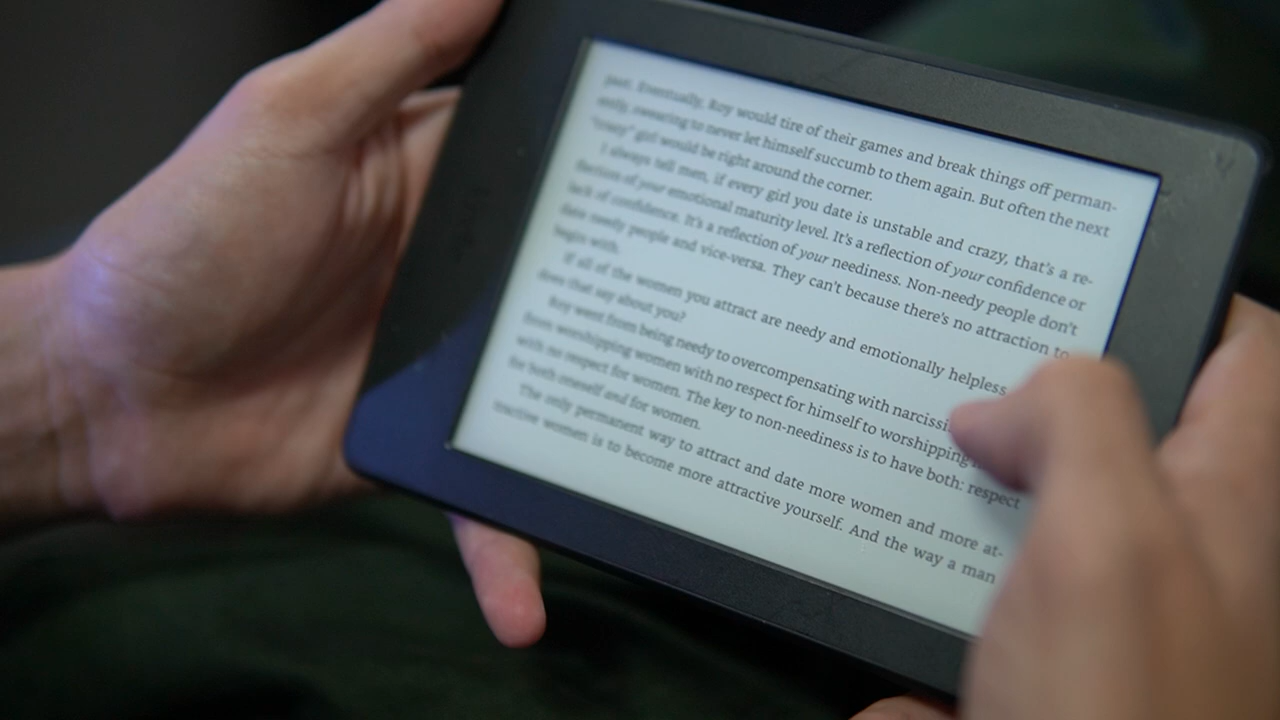 past. Eventually, Roy would tire of their games and break things off perman-
ently, swearing to never let himself succumb to them again. But often the next
"crazy" girl would be right around the corner.
I always tell men, if every girl you date is unstable and crazy, that's a re-
flection of your emotional maturity level. It's a reflection of your confidence or
lack of confidence. It's a reflection of your neediness. Non-needy people don't
date needy people and vice-versa. They can't because there's no attraction to
begin with.
If all of the women you attract are needy and emotionally helpless,
does that say about you?
Roy went from being needy to overcompensating with
from worshipping women with no respect for himself to worshipping
with no respect for women. The key to non-neediness is to have both: respect
for both oneself and for women.
The only permanent way to attract and date more women and more at-
tractive women is to become more attractive yourself. And the way a man